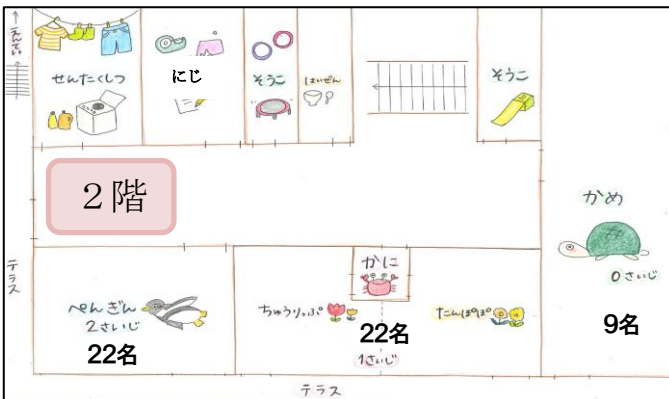 えんてい
せんたくしつ
にじ
そうこ
はいぜん
そうこ
2階
かめ
0さいじ
9名
テラス
ぺんぎん
2さいじ
22名
ちゅうりっぷ
かに
22名
1さいじ
たんぽぽ
テラス